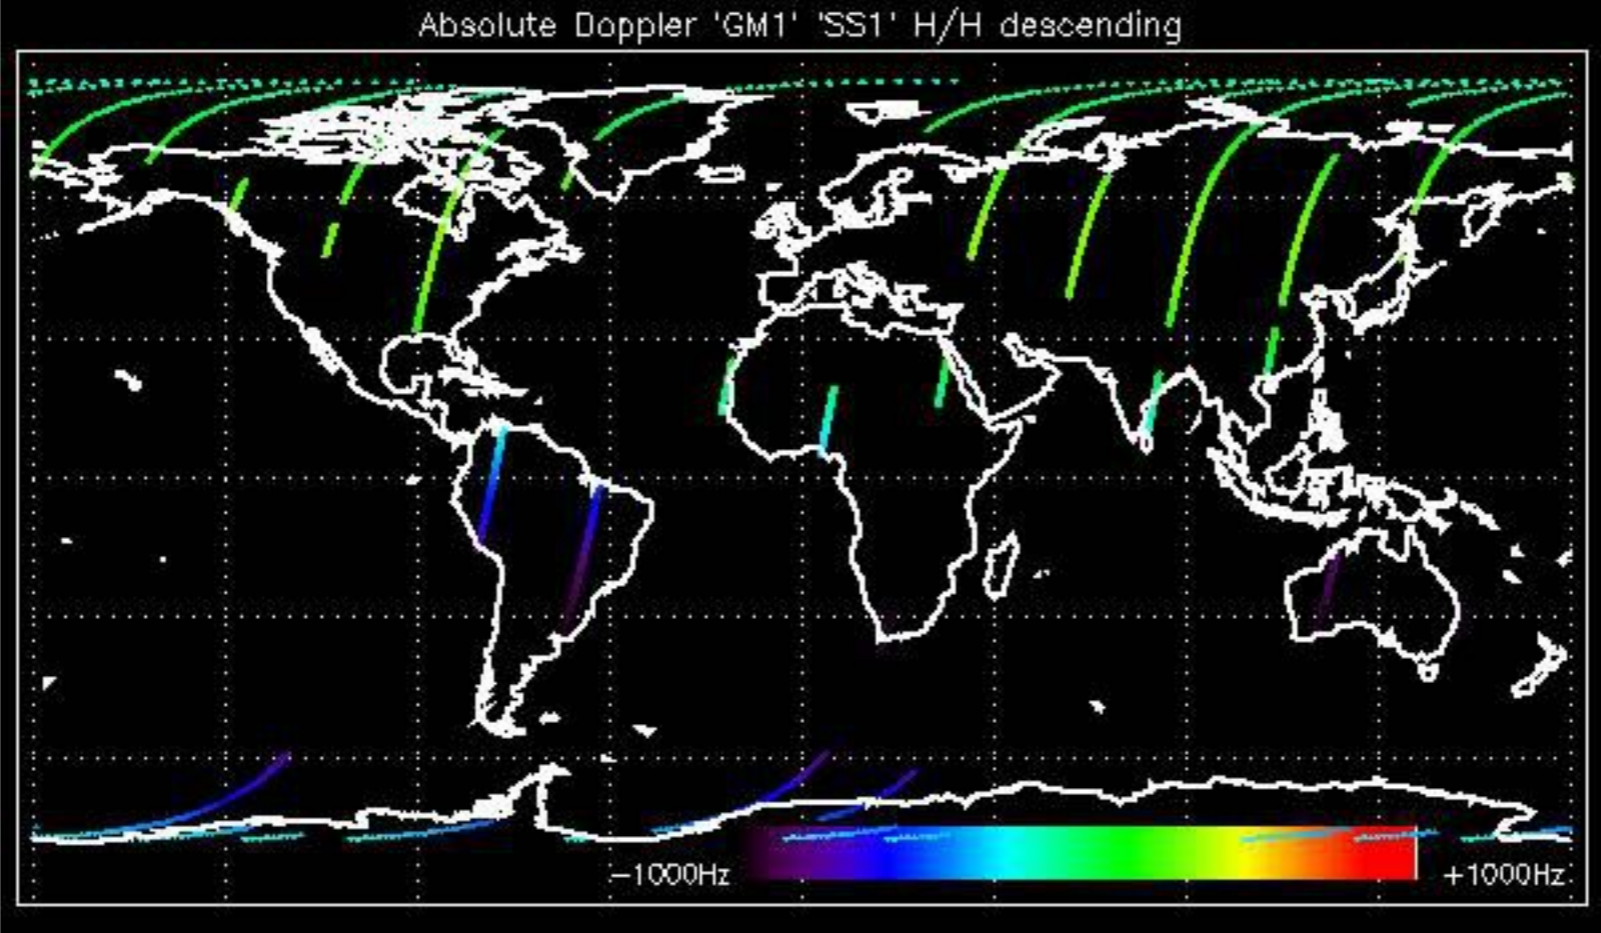 Absolute Doppler 'GM1' 'SS1' H/H descending
−1000Hz +1000Hz